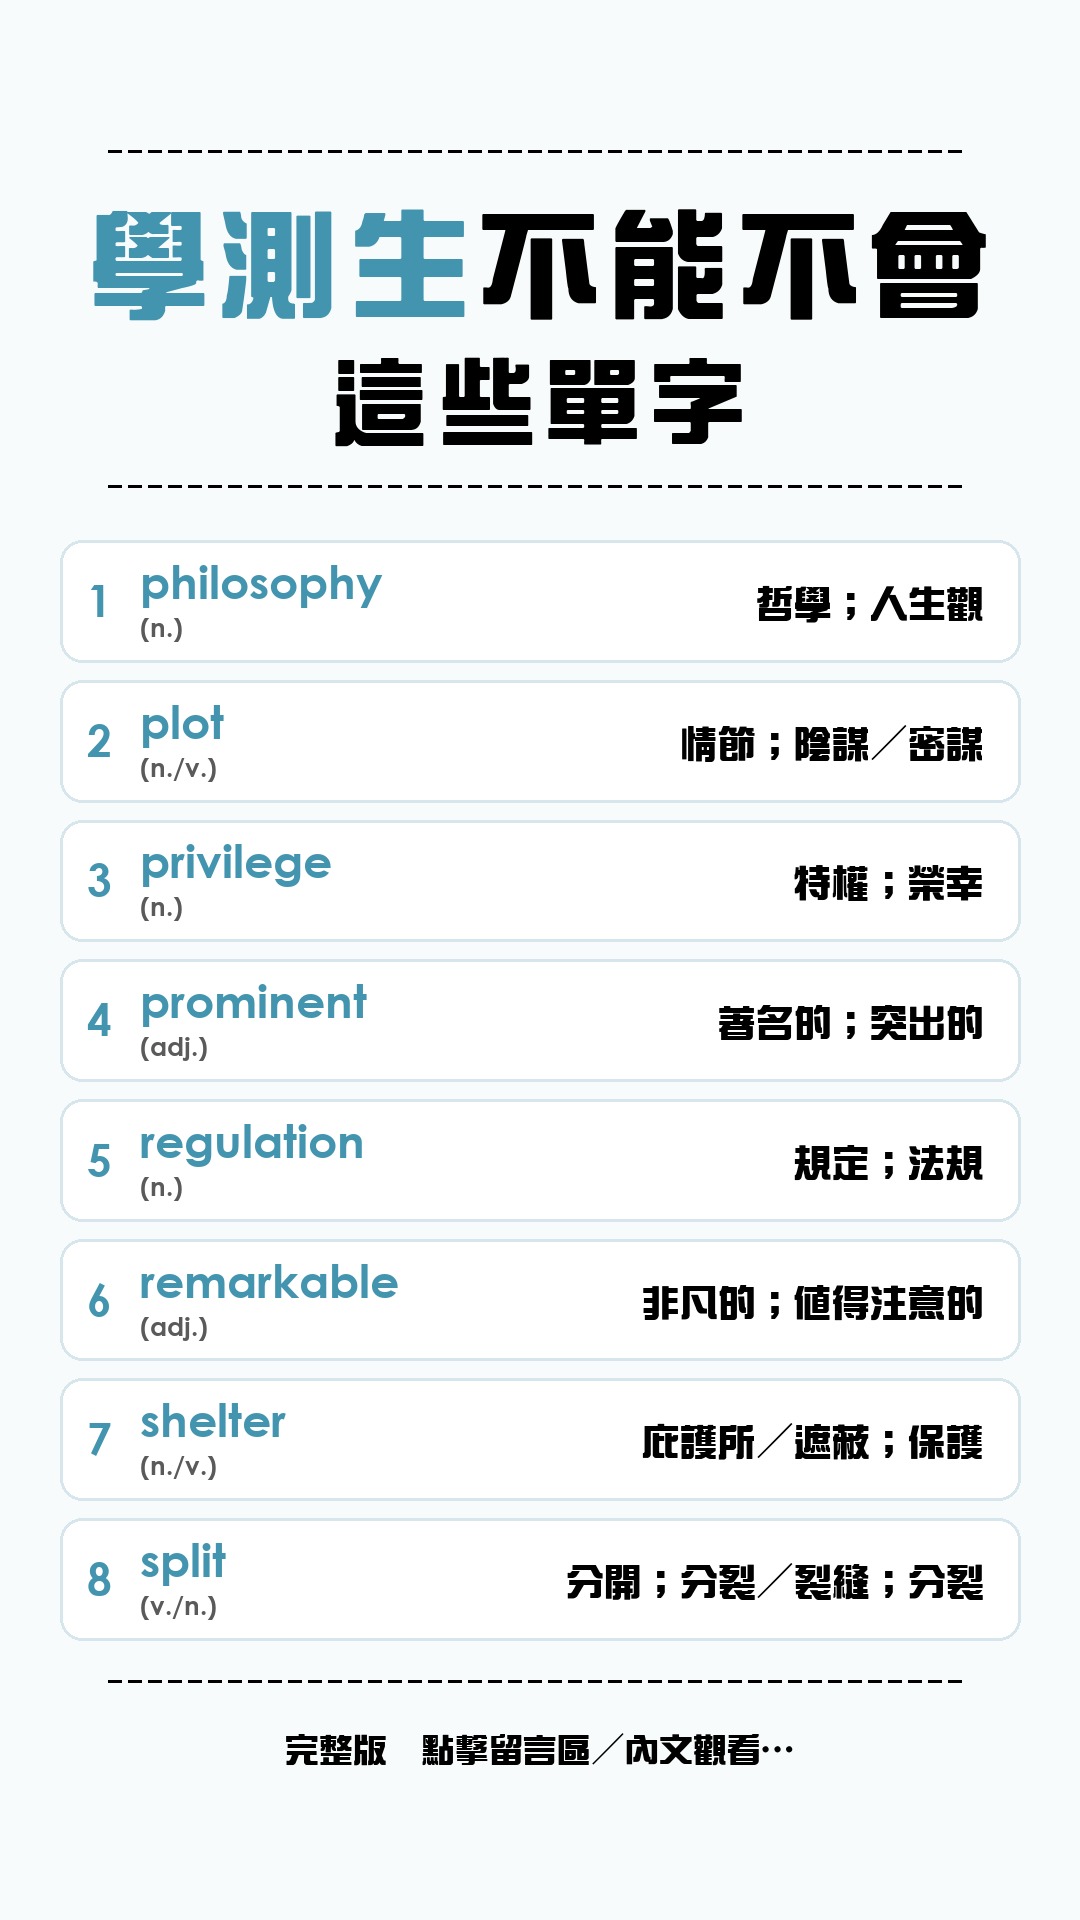 學測生不能不會
這些單字
1 philosophy 哲學；人生觀
(n.)
2 plot 情節；陰謀／密謀
(n./v.)
3 privilege 特權；榮幸
(n.)
4 prominent 著名的；突出的
(adj.)
5 regulation 規定；法規
(n.)
6 remarkable 非凡的；值得注意的
(adj.)
7 shelter 庇護所／遮蔽；保護
(n./v.)
8 split 分開；分裂／裂縫；分裂
(v./n.)
完整版　點擊留言區／內文觀看…